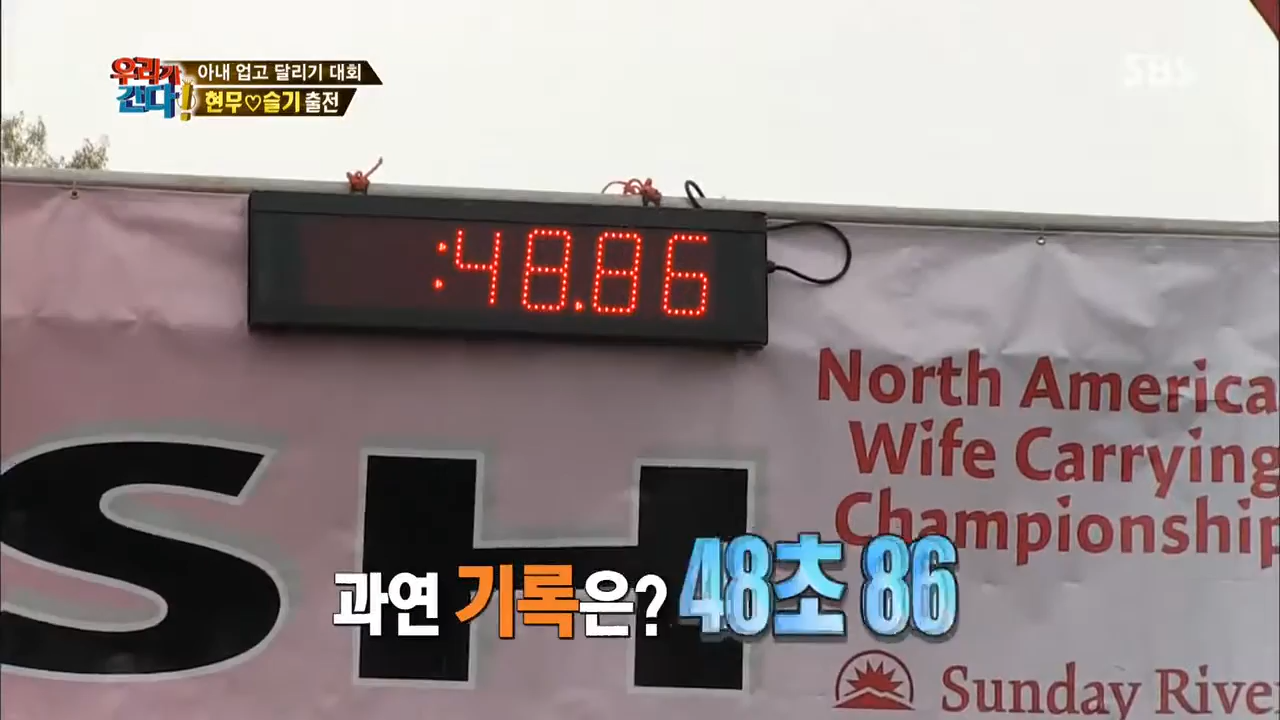 우리가
간다!
아내 업고 달리기 대회
현무♡슬기 출전
SBS
:48.86
North America
Wife Carrying
Championship
SH
과연 기록은? 48초 86
Sunday Rive